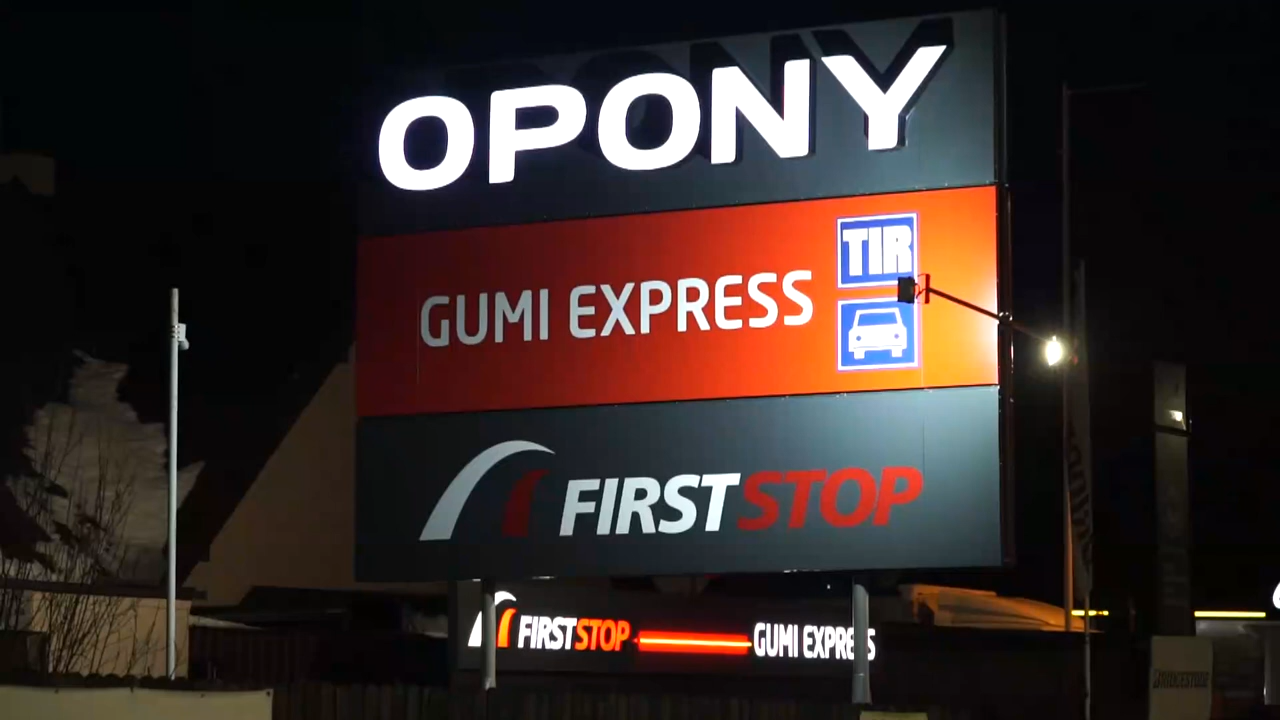 OPONY
GUMI EXPRESS
TIR
FIRSTSTOP
FIRSTSTOP GUMI EXPRESS